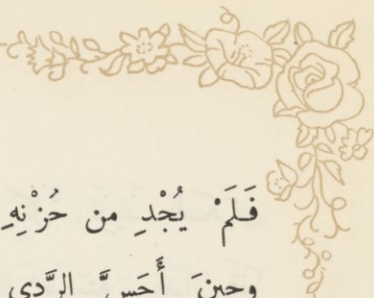 فَلَمْ يُجْدِ من حُزْنِهِ
وحينَ أَحَسَّ الرَّدى